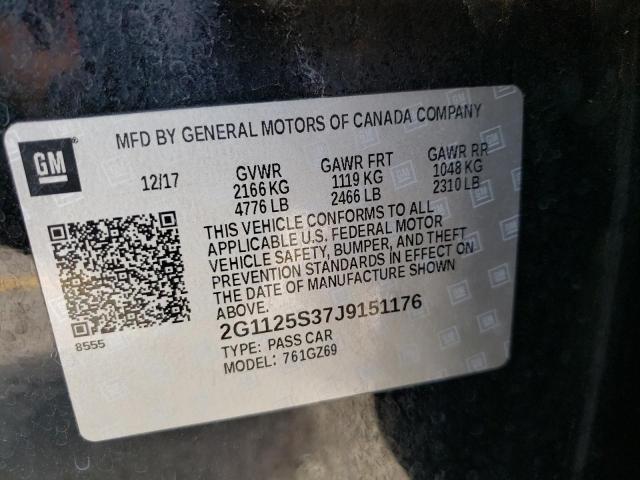 MFD BY GENERAL MOTORS OF CANADA COMPANY
GM
12/17
GVWR
2166 KG
4776 LB
GAWR FRT
1119 KG
2466 LB
GAWR RR
1048 KG
2310 LB
THIS VEHICLE CONFORMS TO ALL
APPLICABLE U.S. FEDERAL MOTOR
VEHICLE SAFETY, BUMPER, AND THEFT
PREVENTION STANDARDS IN EFFECT ON
THE DATE OF MANUFACTURE SHOWN
ABOVE.
8555
2G1125S37J9151176
TYPE: PASS CAR
MODEL: 761GZ69